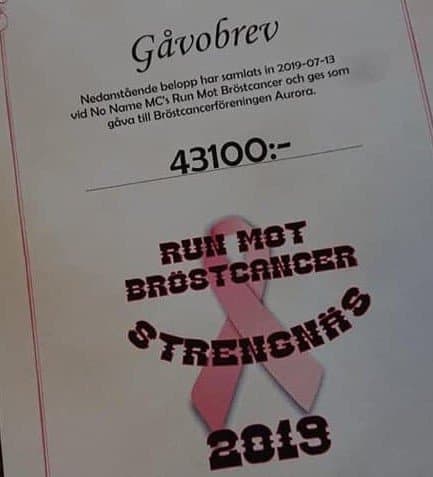 Gåvobrev
Nedanstående belopp har samlats in 2019-07-13
vid No Name MC's Run Mot Bröstcancer och ges som
gåva till Bröstcancerföreningen Aurora.
43100:-
RUN MOT
BRÖSTCANCER
STRENGNÄS
2019